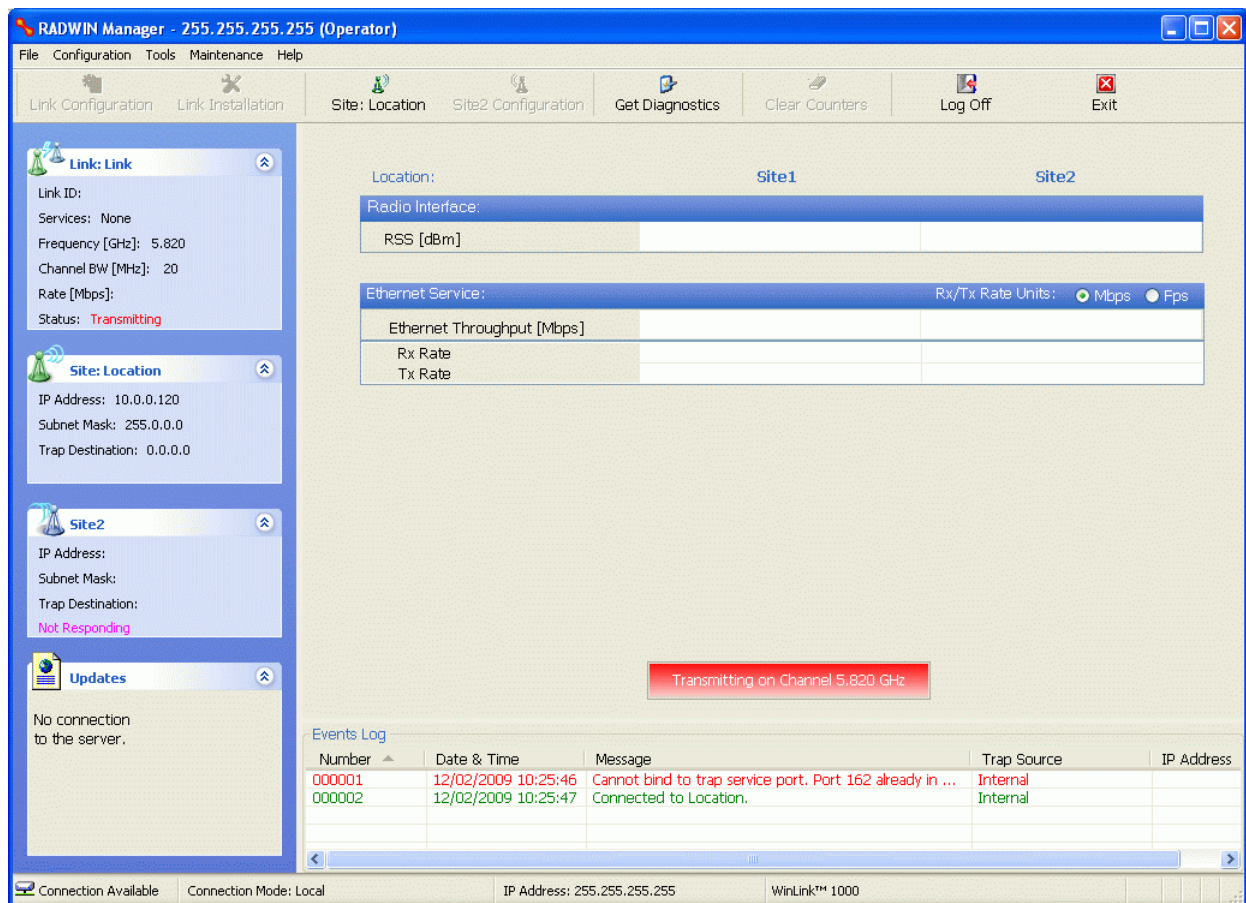 RADWIN Manager - 255.255.255.255 (Operator)
File Configuration Tools Maintenance Help
Link Configuration Link Installation Site: Location Site2 Configuration Get Diagnostics Clear Counters Log Off Exit
Link: Link
Link ID:
Services: None
Frequency [GHz]: 5.820
Channel BW [MHz]: 20
Rate [Mbps]:
Status: Transmitting
Site: Location
IP Address: 10.0.0.120
Subnet Mask: 255.0.0.0
Trap Destination: 0.0.0.0
Site2
IP Address:
Subnet Mask:
Trap Destination:
Not Responding
Updates
No connection
to the server.
Location: Site1 Site2
Radio Interface:
RSS [dBm]
Ethernet Service: Rx/Tx Rate Units: Mbps Fps
Ethernet Throughput [Mbps]
Rx Rate
Tx Rate
Transmitting on Channel 5.820 GHz
Events Log
Number Date & Time Message Trap Source IP Address
000001 12/02/2009 10:25:46 Cannot bind to trap service port. Port 162 already in ... Internal
000002 12/02/2009 10:25:47 Connected to Location. Internal
Connection Available Connection Mode: Local IP Address: 255.255.255.255 WinLink™ 1000